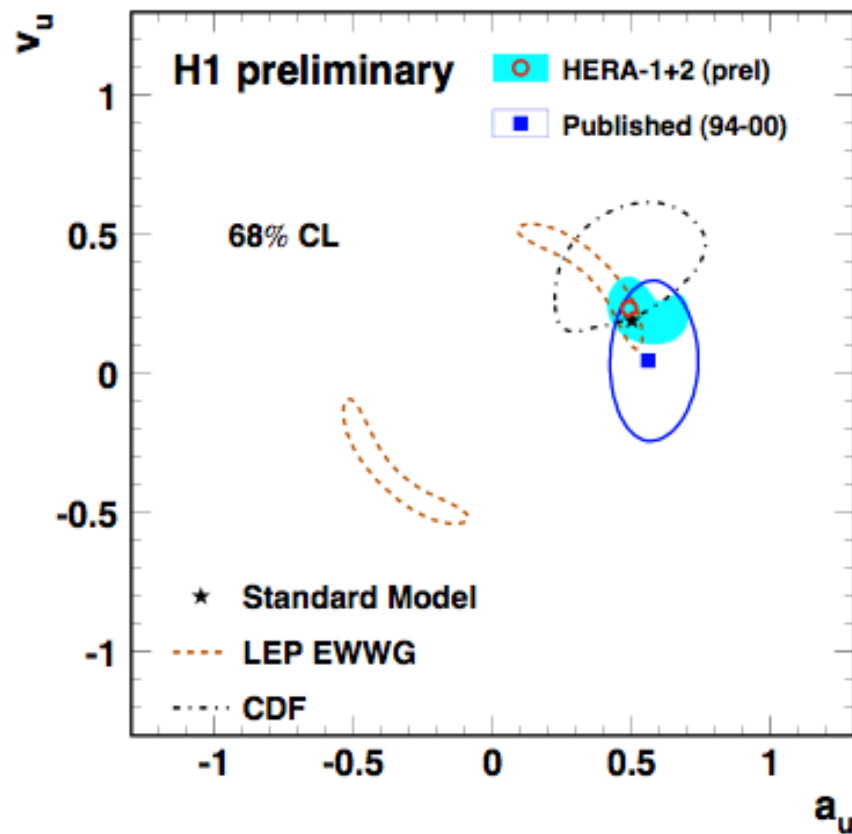 v_u
H1 preliminary
HERA-1+2 (prel)
Published (94-00)
68% CL
1
0.5
0
-0.5
-1
Standard Model
LEP EWWG
CDF
-1 -0.5 0 0.5 1
a_u